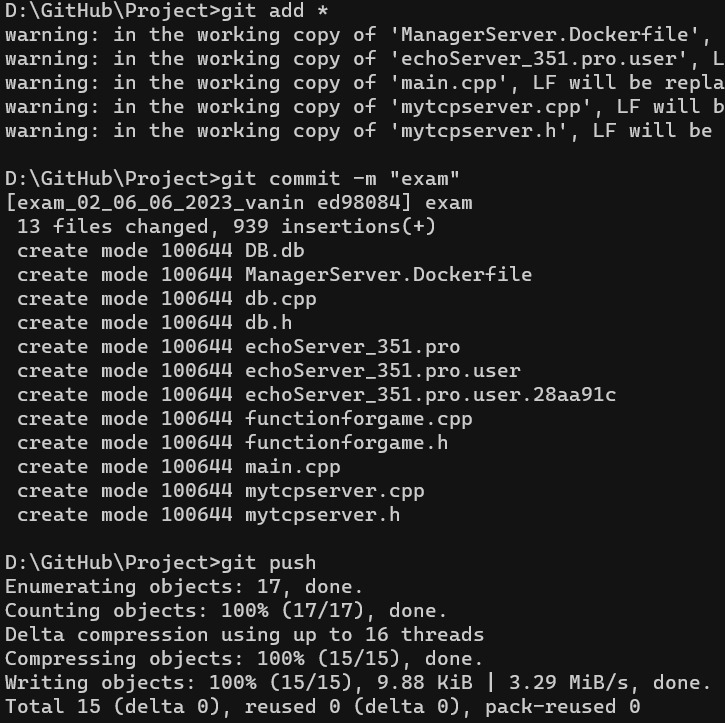 D:\GitHub\Project>git add *
warning: in the working copy of 'ManagerServer.Dockerfile',
warning: in the working copy of 'echoServer_351.pro.user', L
warning: in the working copy of 'main.cpp', LF will be repla
warning: in the working copy of 'mytcpserver.cpp', LF will b
warning: in the working copy of 'mytcpserver.h', LF will be
D:\GitHub\Project>git commit -m "exam"
[exam_02_06_06_2023_vanin ed98084] exam
 13 files changed, 939 insertions(+)
 create mode 100644 DB.db
 create mode 100644 ManagerServer.Dockerfile
 create mode 100644 db.cpp
 create mode 100644 db.h
 create mode 100644 echoServer_351.pro
 create mode 100644 echoServer_351.pro.user
 create mode 100644 echoServer_351.pro.user.28aa91c
 create mode 100644 functionforgame.cpp
 create mode 100644 functionforgame.h
 create mode 100644 main.cpp
 create mode 100644 mytcpserver.cpp
 create mode 100644 mytcpserver.h
D:\GitHub\Project>git push
Enumerating objects: 17, done.
Counting objects: 100% (17/17), done.
Delta compression using up to 16 threads
Compressing objects: 100% (15/15), done.
Writing objects: 100% (15/15), 9.88 KiB | 3.29 MiB/s, done.
Total 15 (delta 0), reused 0 (delta 0), pack-reused 0